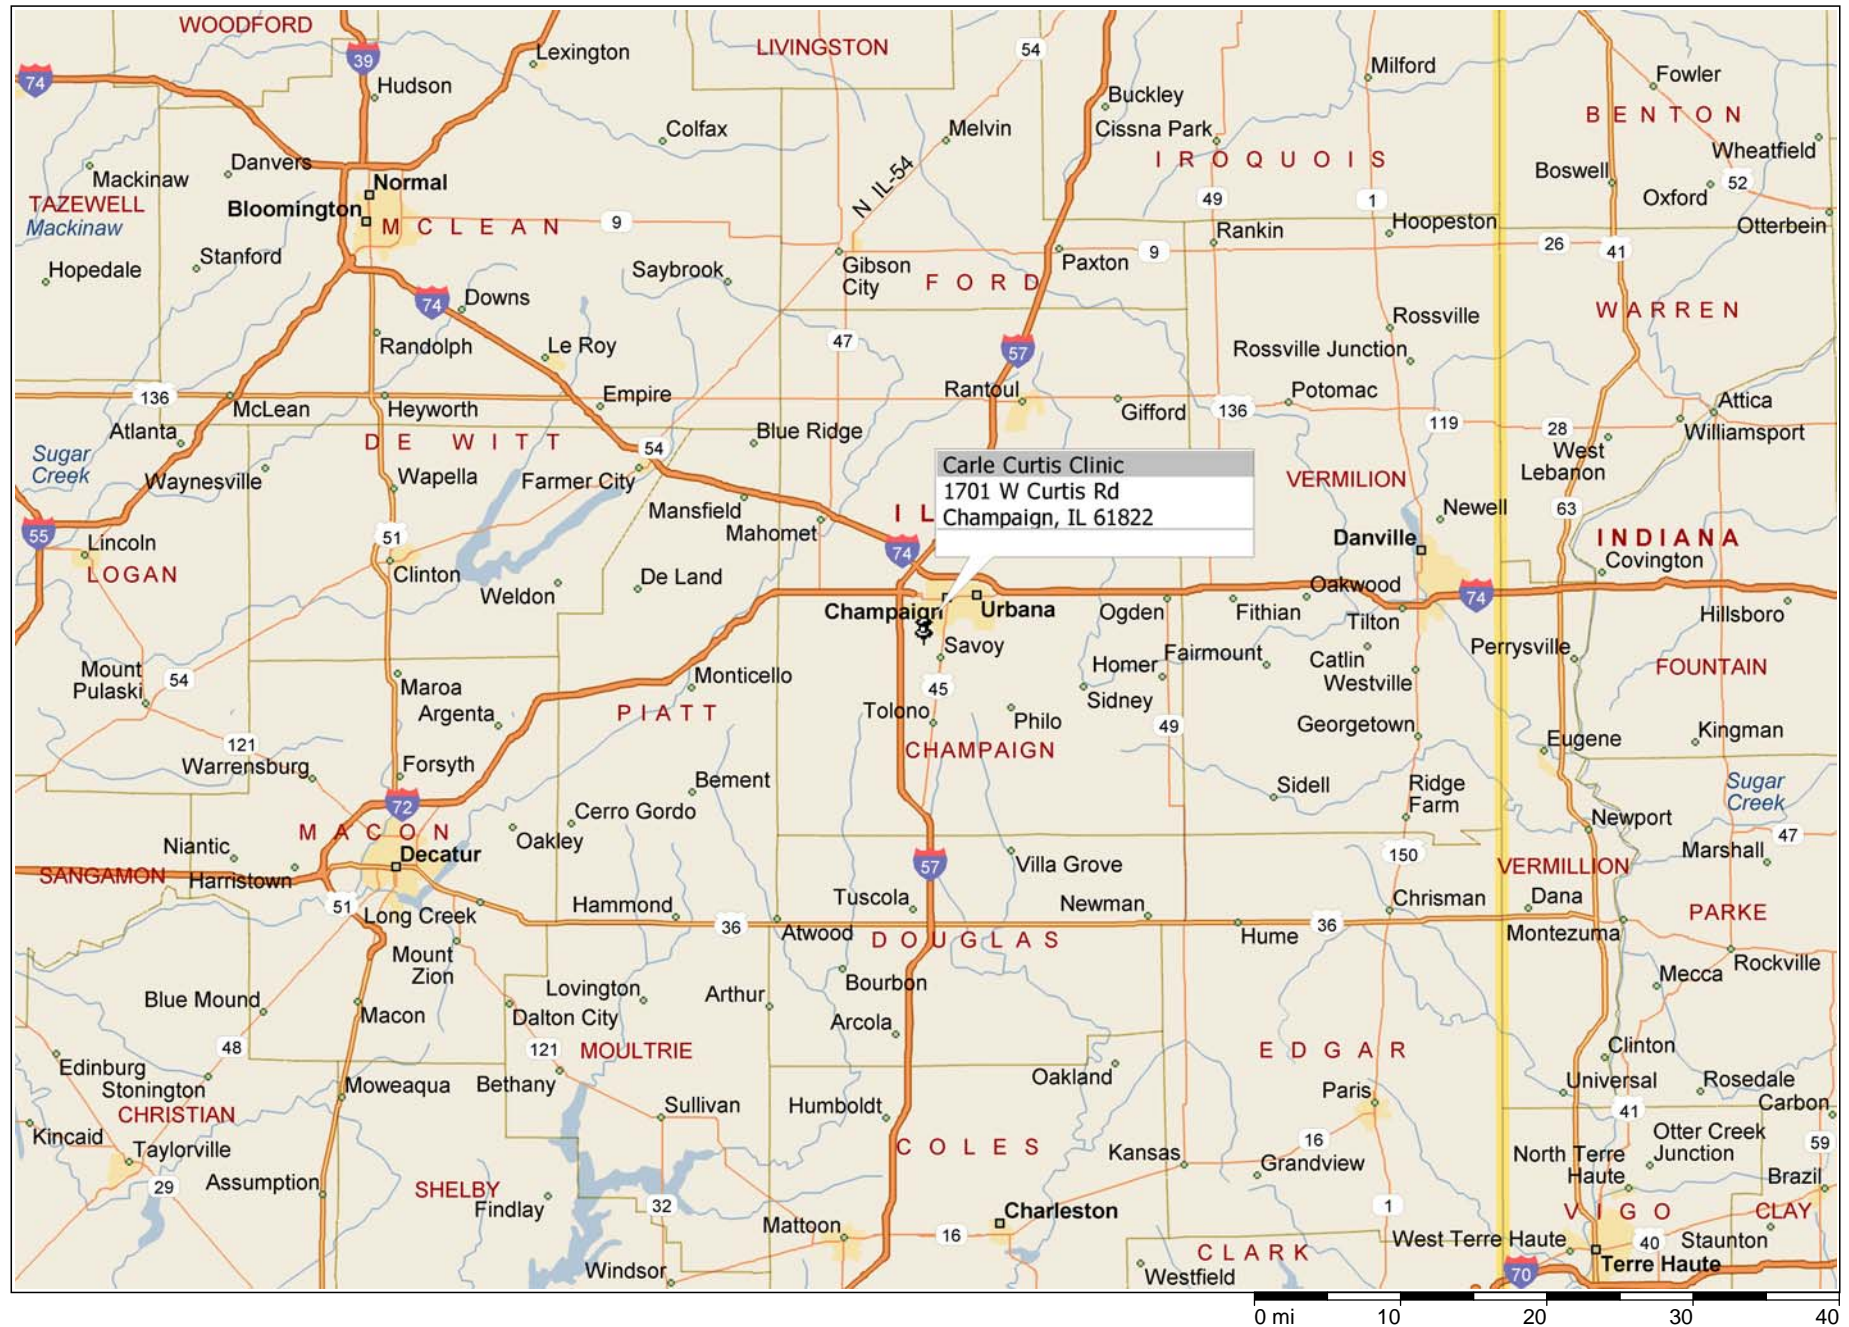 WOODFORD
39
Lexington
LIVINGSTON
54
Milford
Fowler
74
Hudson
Buckley
BENTON
Colfax
Melvin
Cissna Park
Wheatfield
Danvers
IROQUOIS
Mackinaw
Normal
N IL-54
Boswell
52
TAZEWELL
Bloomington
49
1
Oxford
Mackinaw
MCLEAN
9
Rankin
Hoopeston
Otterbein
Stanford
26
41
Hopedale
Saybrook
Gibson
City
Paxton
9
FORD
74
Downs
WARREN
Randolph
Le Roy
47
57
Rossville
Rossville Junction
136
McLean
Heyworth
Empire
Rantoul
Gifford
136
Potomac
Attica
Atlanta
DE WITT
54
Blue Ridge
119
28
Williamsport
Sugar
Creek
Waynesville
Wapella
Farmer City
Carle Curtis Clinic
1701 W Curtis Rd
Champaign, IL 61822
VERMILION
West
Lebanon
Mansfield
Mahomet
IL
Newell
63
55
Lincoln
51
74
Danville
INDIANA
Covington
LOGAN
Clinton
De Land
Weldon
Champaign
Urbana
Ogden
Fithian
Oakwood
74
Tilton
Hillsboro
Savoy
Homer
Fairmount
Catlin
Perrysville
Mount
Pulaski
54
Maroa
Monticello
45
Sidney
Westville
FOUNTAIN
Argenta
PIATT
Tolono
Philo
49
Georgetown
121
CHAMPAIGN
Eugene
Kingman
Warrensburg
Forsyth
Bement
Sidell
Ridge
Farm
Sugar
Creek
72
Cerro Gordo
MACON
Oakley
Newport
47
Niantic
Decatur
57
Villa Grove
150
VERMILLION
Marshall
SANGAMON
Harristown
51
Long Creek
Hammond
36
Tuscola
Newman
Chrisman
Dana
PARKE
Atwood
DOUGLAS
Hume
36
Montezuma
Mount
Zion
Bourbon
Mecca
Rockville
Blue Mound
Macon
Lovington
Dalton City
Arthur
Arcola
48
121
MOULTRIE
EDGAR
Clinton
Edinburg
Stonington
Moweaqua
Bethany
Oakland
Paris
Universal
Rosedale
CHRISTIAN
Sullivan
Humboldt
41
Carbon
Kincaid
Taylorville
COLES
Kansas
16
Grandview
North Terre
Haute
Otter Creek
Junction
59
29
Assumption
SHELBY
Findlay
32
Brazil
Mattoon
16
Charleston
1
VIGO
CLAY
CLARK
West Terre Haute
40
Staunton
Windsor
Westfield
70
Terre Haute
0 mi 10 20 30 40